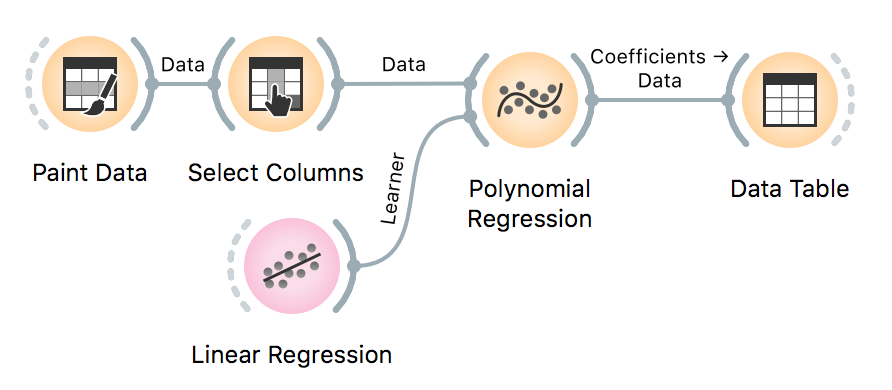 Data
Data
Coefficients →
Data
Paint Data
Select Columns
Learner
Polynomial
Regression
Data Table
Linear Regression